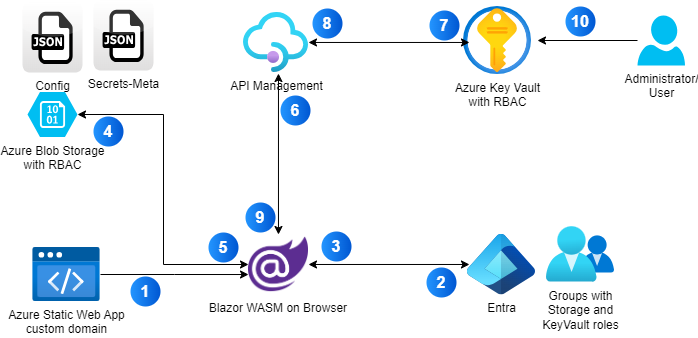 JSON
JSON
Config
Secrets-Meta
10
01
Azure Blob Storage
with RBAC
4
8
API Management
6
7
Azure Key Vault
with RBAC
10
Administrator/
User
9
5
3
Blazor WASM on Browser
1
Azure Static Web App
custom domain
2
Entra
Groups with
Storage and
KeyVault roles